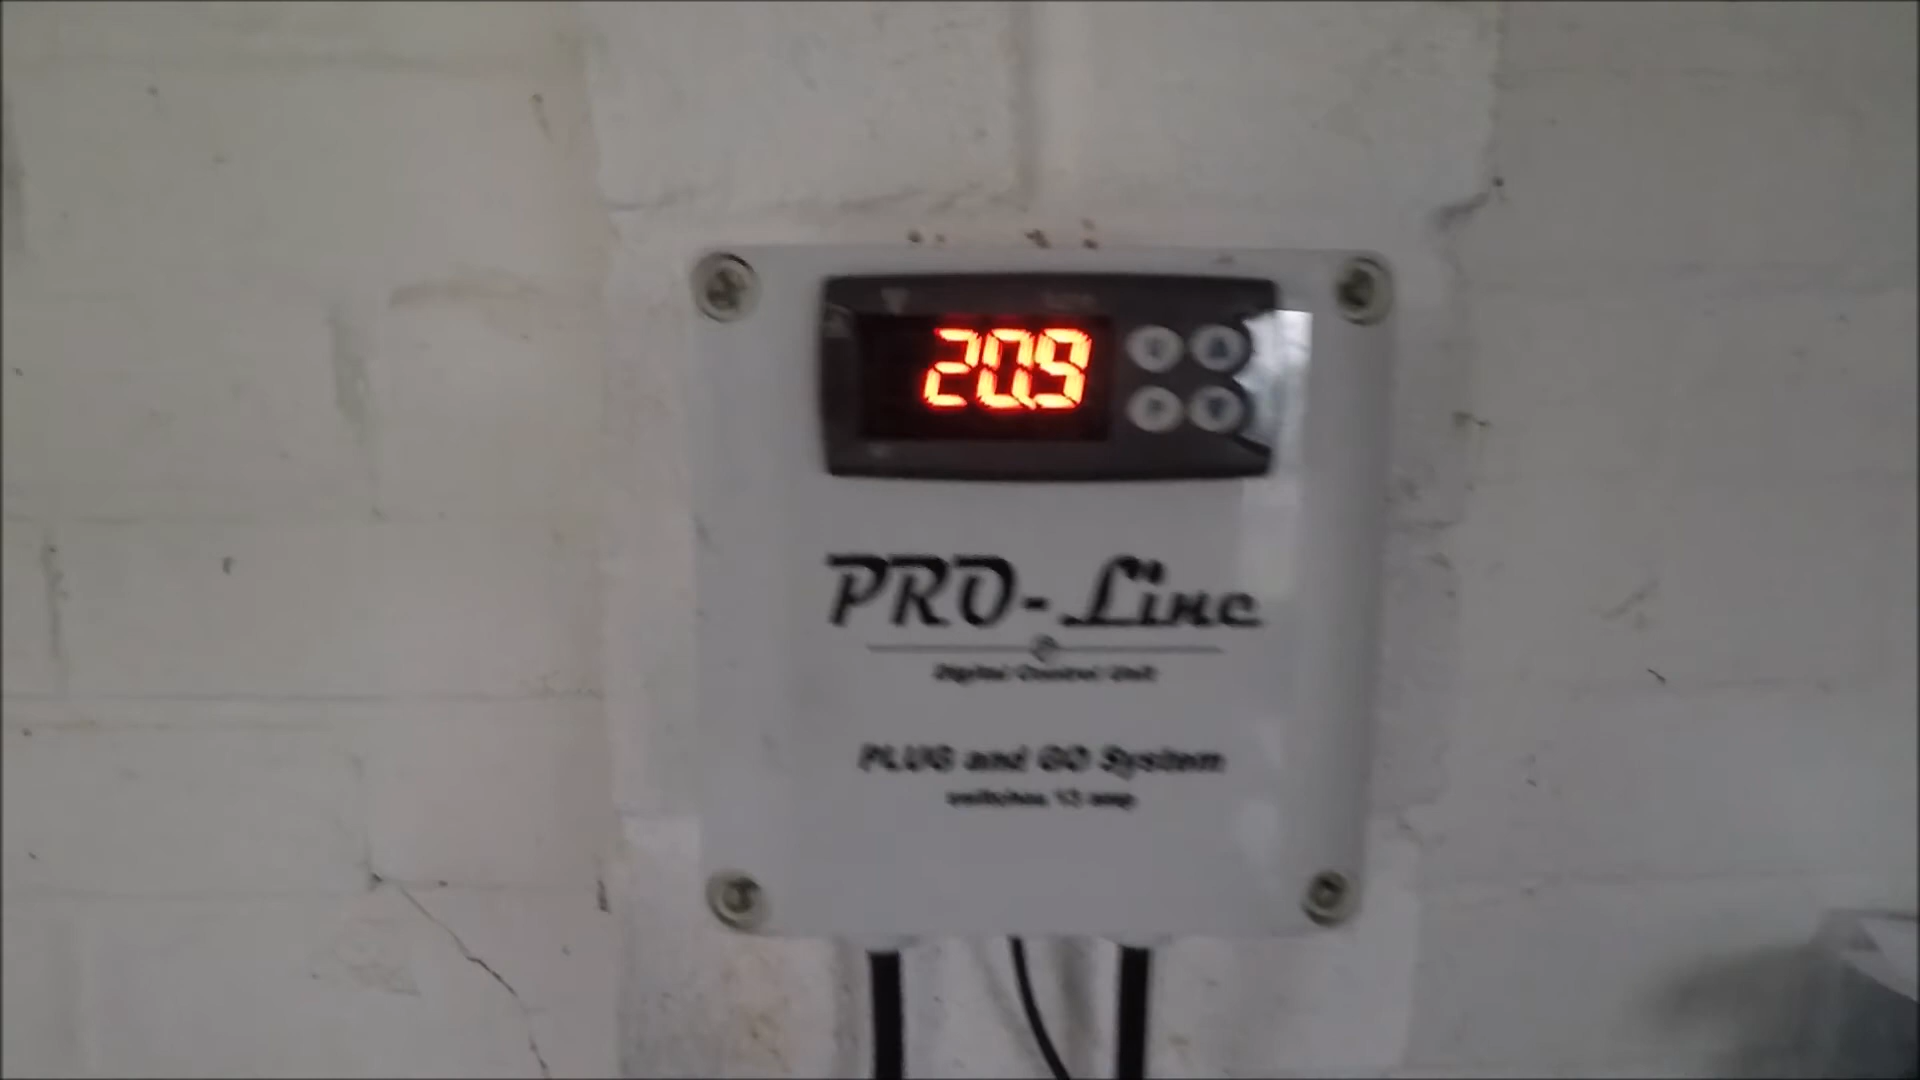 20.9
PRO-Line
Digital Control Unit
PLUG and GO System
switches 13 amp